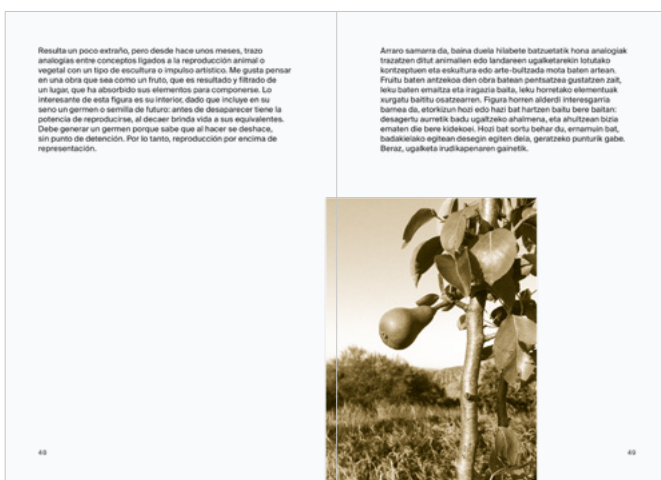 Resulta un poco extraño, pero desde hace unos meses, trazo
analogías entre conceptos ligados a la reproducción animal o
vegetal con un tipo de escultura o impulso artístico. Me gusta pensar
en una obra que sea como un fruto, que es resultado y filtrado de
un lugar, que ha absorbido sus elementos para componerse. Lo
interesante de esta figura es su interior, dado que incluye en su
seno un germen o semilla de futuro: antes de desaparecer tiene la
potencia de reproducirse, al decaer brinda vida a sus equivalentes.
Debe generar un germen porque sabe que al hacer se deshace,
sin punto de detención. Por lo tanto, reproducción por encima de
representación.
48
Arraro samarra da, baina duela hilabete batzuetatik hona analogiak
trazatzen ditut animalien edo landareen ugalketarekin lotutako
kontzeptuen eta eskultura edo arte-bultzada mota baten artean.
Fruitu baten antzekoa den obra batean pentsatzea gustatzen zait,
leku baten emaitza eta iragazia baita, leku horretako elementuak
xurgatu baititu osatzearren. Figura horren alderdi interesgarria
barnea da, etorkizun hozi edo hazi bat hartzen baitu bere baitan:
desagertu aurretik badu ugaltzeko ahalmena, eta ahultzean bizia
ematen die bere kidekoei. Hozi bat sortu behar du, ernamuin bat,
badakielako egitean desegin egiten dela, geratzeko punturik gabe.
Beraz, ugalketa irudikapenaren gainetik.
49